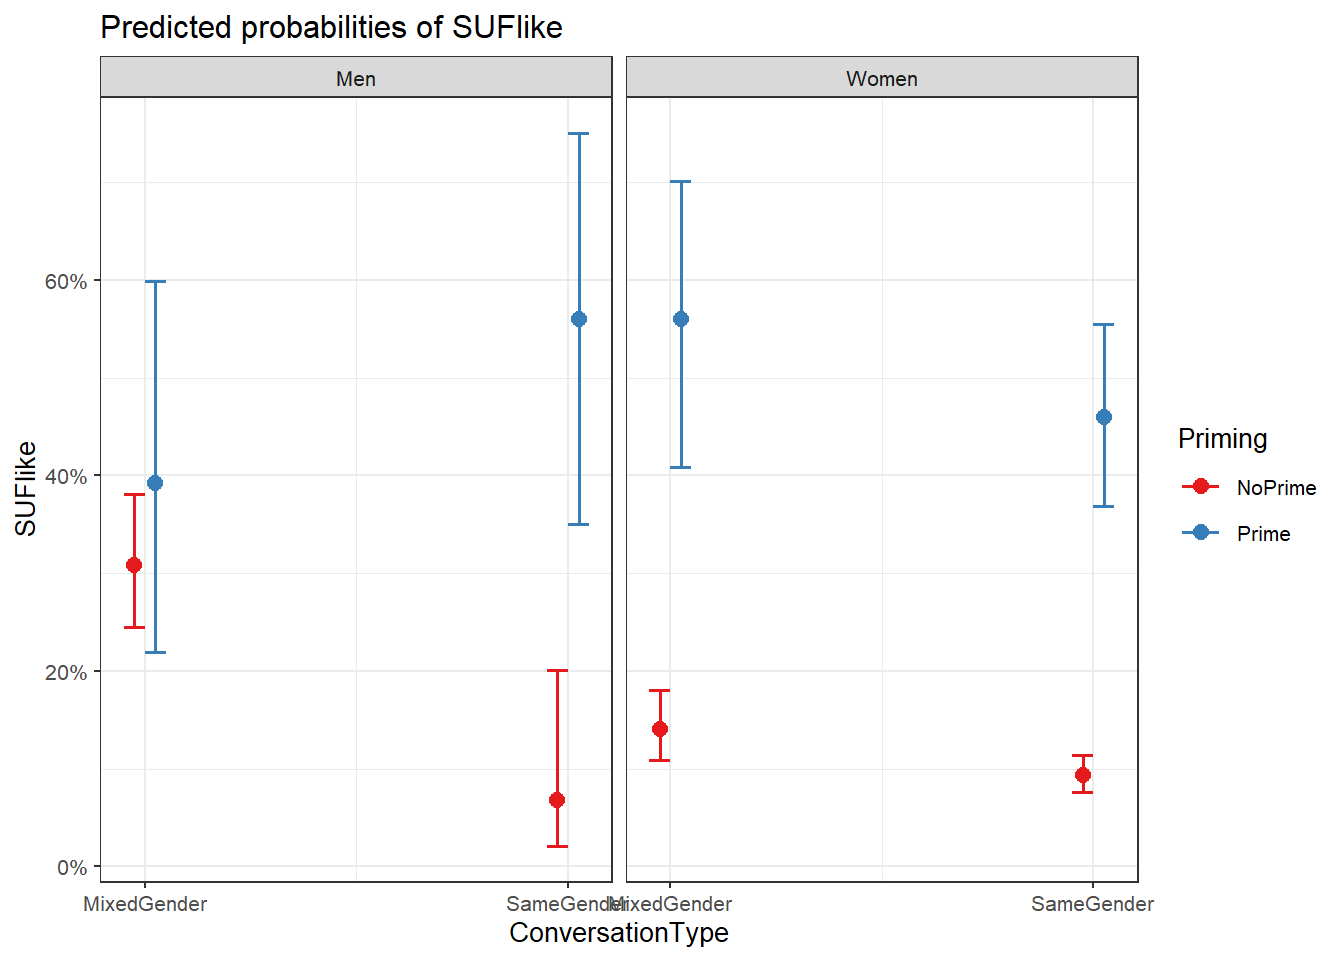 Predicted probabilities of SUFlike
Men
Women
60%
40%
20%
0%
SUFlike
MixedGender
SameGender
MixedGender
SameGender
ConversationType
Priming
NoPrime
Prime